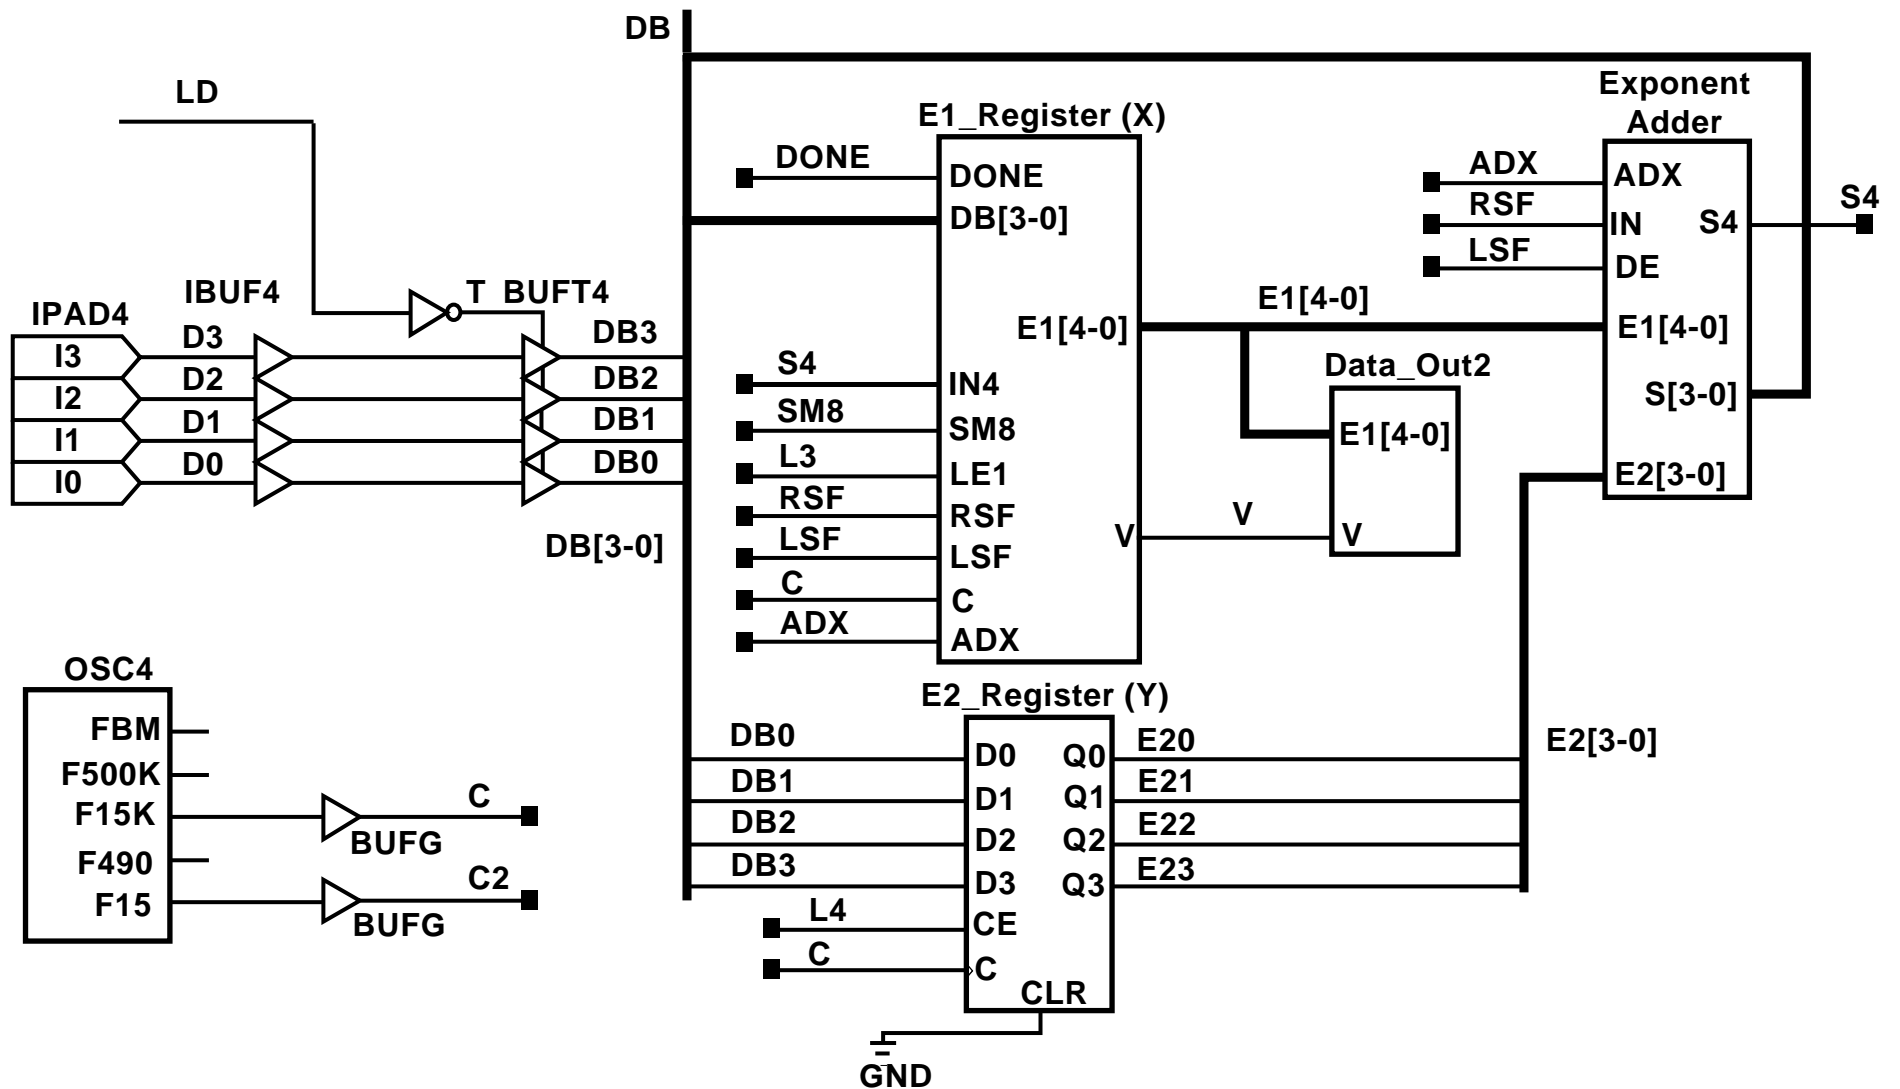 DB
LD
IPAD4
IBUF4
T BUFT4
I3
D3
DB3
I2
D2
DB2
I1
D1
DB1
I0
D0
DB0
DB[3-0]
E1_Register (X)
DONE
DONE
DB[3-0]
E1[4-0]
S4
IN4
SM8
SM8
L3
LE1
RSF
RSF
LSF
LSF
C
C
ADX
ADX
V
V
E1[4-0]
Data_Out2
E1[4-0]
V
Exponent
Adder
ADX
ADX
RSF
IN
LSF
DE
S4
S4
E1[4-0]
S[3-0]
E2[3-0]
OSC4
FBM
F500K
F15K
F490
F15
C
BUFG
C2
BUFG
E2_Register (Y)
DB0
D0
Q0
E20
DB1
D1
Q1
E21
DB2
D2
Q2
E22
DB3
D3
Q3
E23
L4
CE
C
C
CLR
GND
E2[3-0]